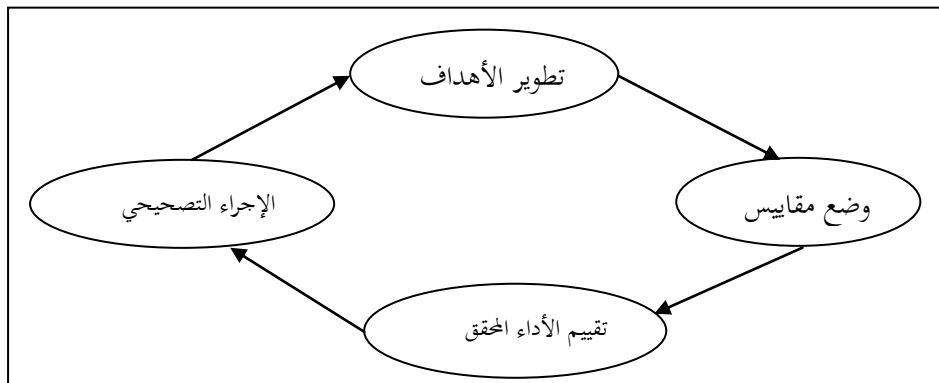 تطوير الأهداف
وضع مقاييس
الإجراء التصحيحي
تقييم الأداء المحقق